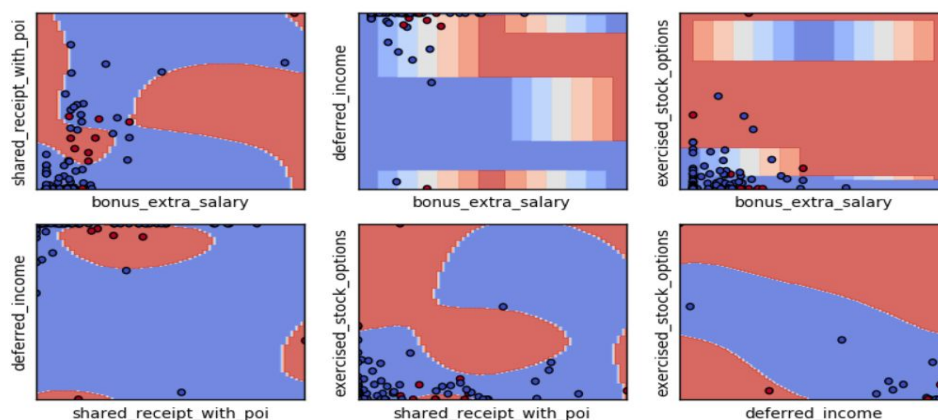 shared_receipt_with_poi
bonus_extra_salary
deferred_income
bonus_extra_salary
exercised_stock_options
bonus_extra_salary
deferred_income
shared_receipt_with_poi
exercised_stock_options
shared_receipt_with_poi
exercised_stock_options
deferred_income